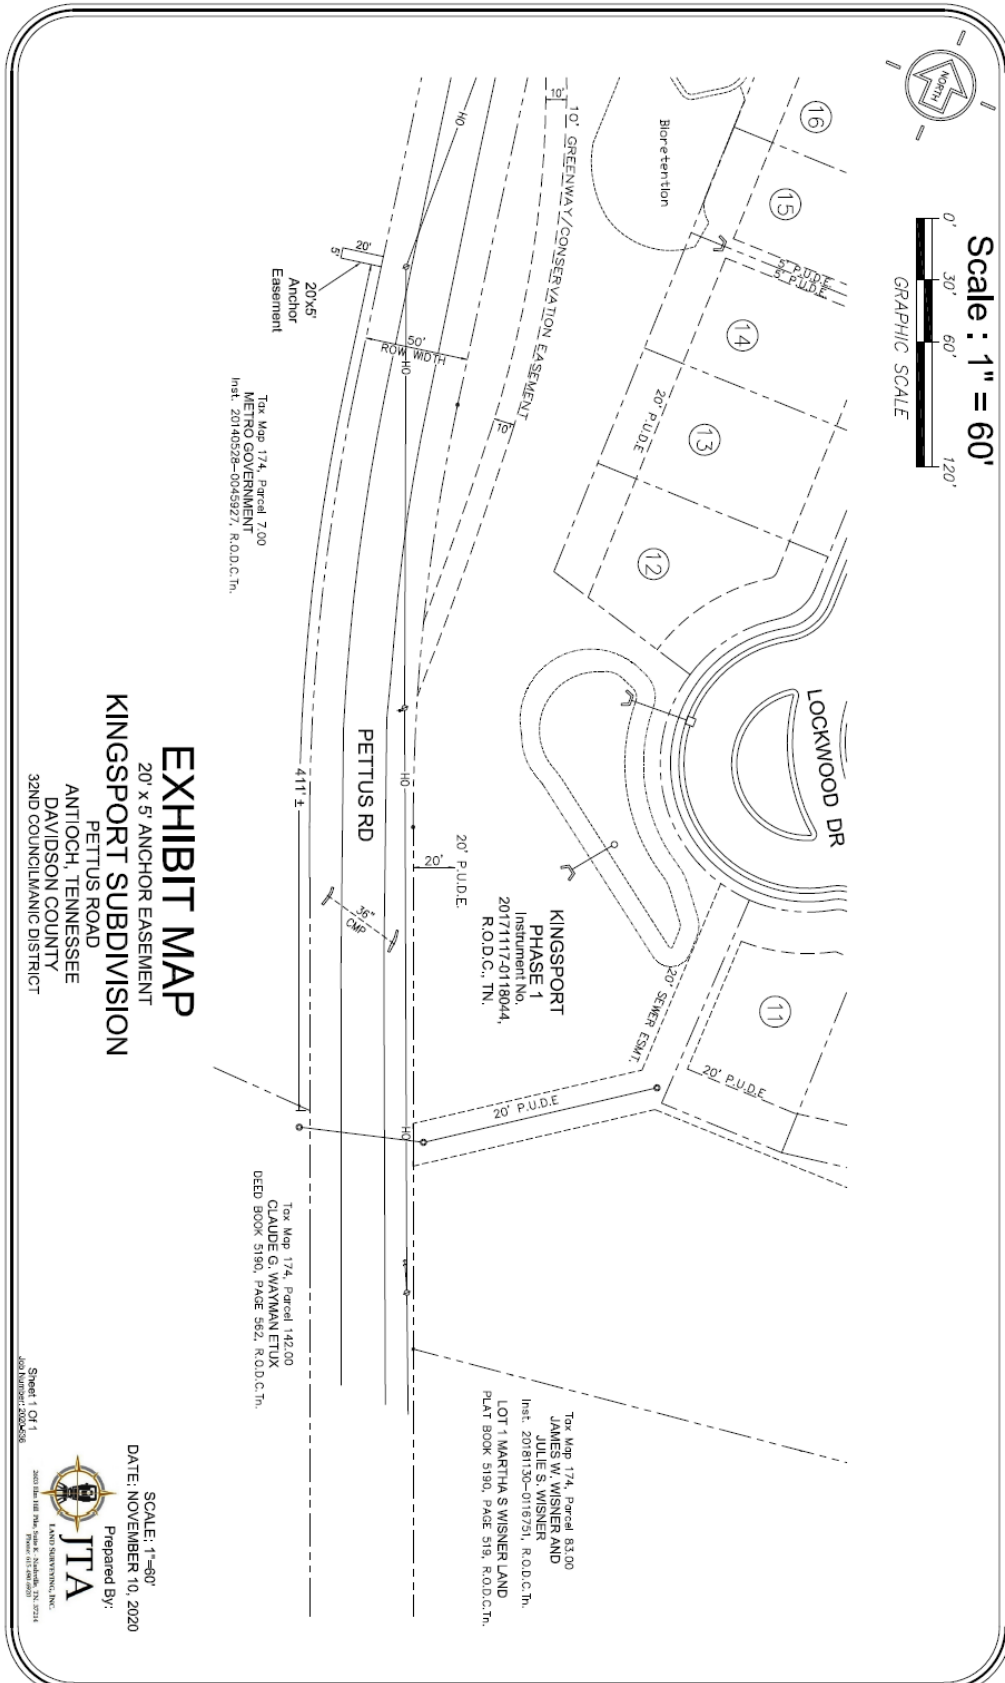 NORTH
Scale : 1" = 60'
0'
30'
60'
120'
GRAPHIC SCALE
16
15
14
13
12
11
Bioretention
5' P.U.D.E.
5' P.U.D.E.
20' P.U.D.E
10'
10' GREENWAY/CONSERVATION EASEMENT
10'
HO
20'
5'
20'x5'
Anchor
Easement
50'
ROW WIDTH
HO
Tax Map 174, Parcel 7.00
METRO GOVERNMENT
Inst. 20140528-0045927, R.O.D.C.Tn.
LOCKWOOD DR
PETTUS RD
HO
411' ±
20' P.U.D.E.
20'
36"
CMP
KINGSPORT
PHASE 1
Instrument No.
20171117-0118044,
R.O.D.C., TN.
20' SEWER ESMT.
20' P.U.D.E
20' P.U.D.E
HO
Tax Map 174, Parcel 142.00
CLAUDE G. WAYMAN ETUX
DEED BOOK 5190, PAGE 562, R.O.D.C.Tn.
Tax Map 174, Parcel 83.00
JAMES W. WISNER AND
JULIE S. WISNER
Inst. 20181130-0116751, R.O.D.C.Tn.
LOT 1 MARTHA S WISNER LAND
PLAT BOOK 5190, PAGE 519, R.O.D.C.Tn.
EXHIBIT MAP
20' x 5' ANCHOR EASEMENT
KINGSPORT SUBDIVISION
PETTUS ROAD
ANTIOCH, TENNESSEE
DAVIDSON COUNTY
32ND COUNCILMANIC DISTRICT
SCALE: 1"=60'
DATE: NOVEMBER 10, 2020
Prepared By:
JTA
LAND SURVEYING, INC.
Sheet 1 Of 1